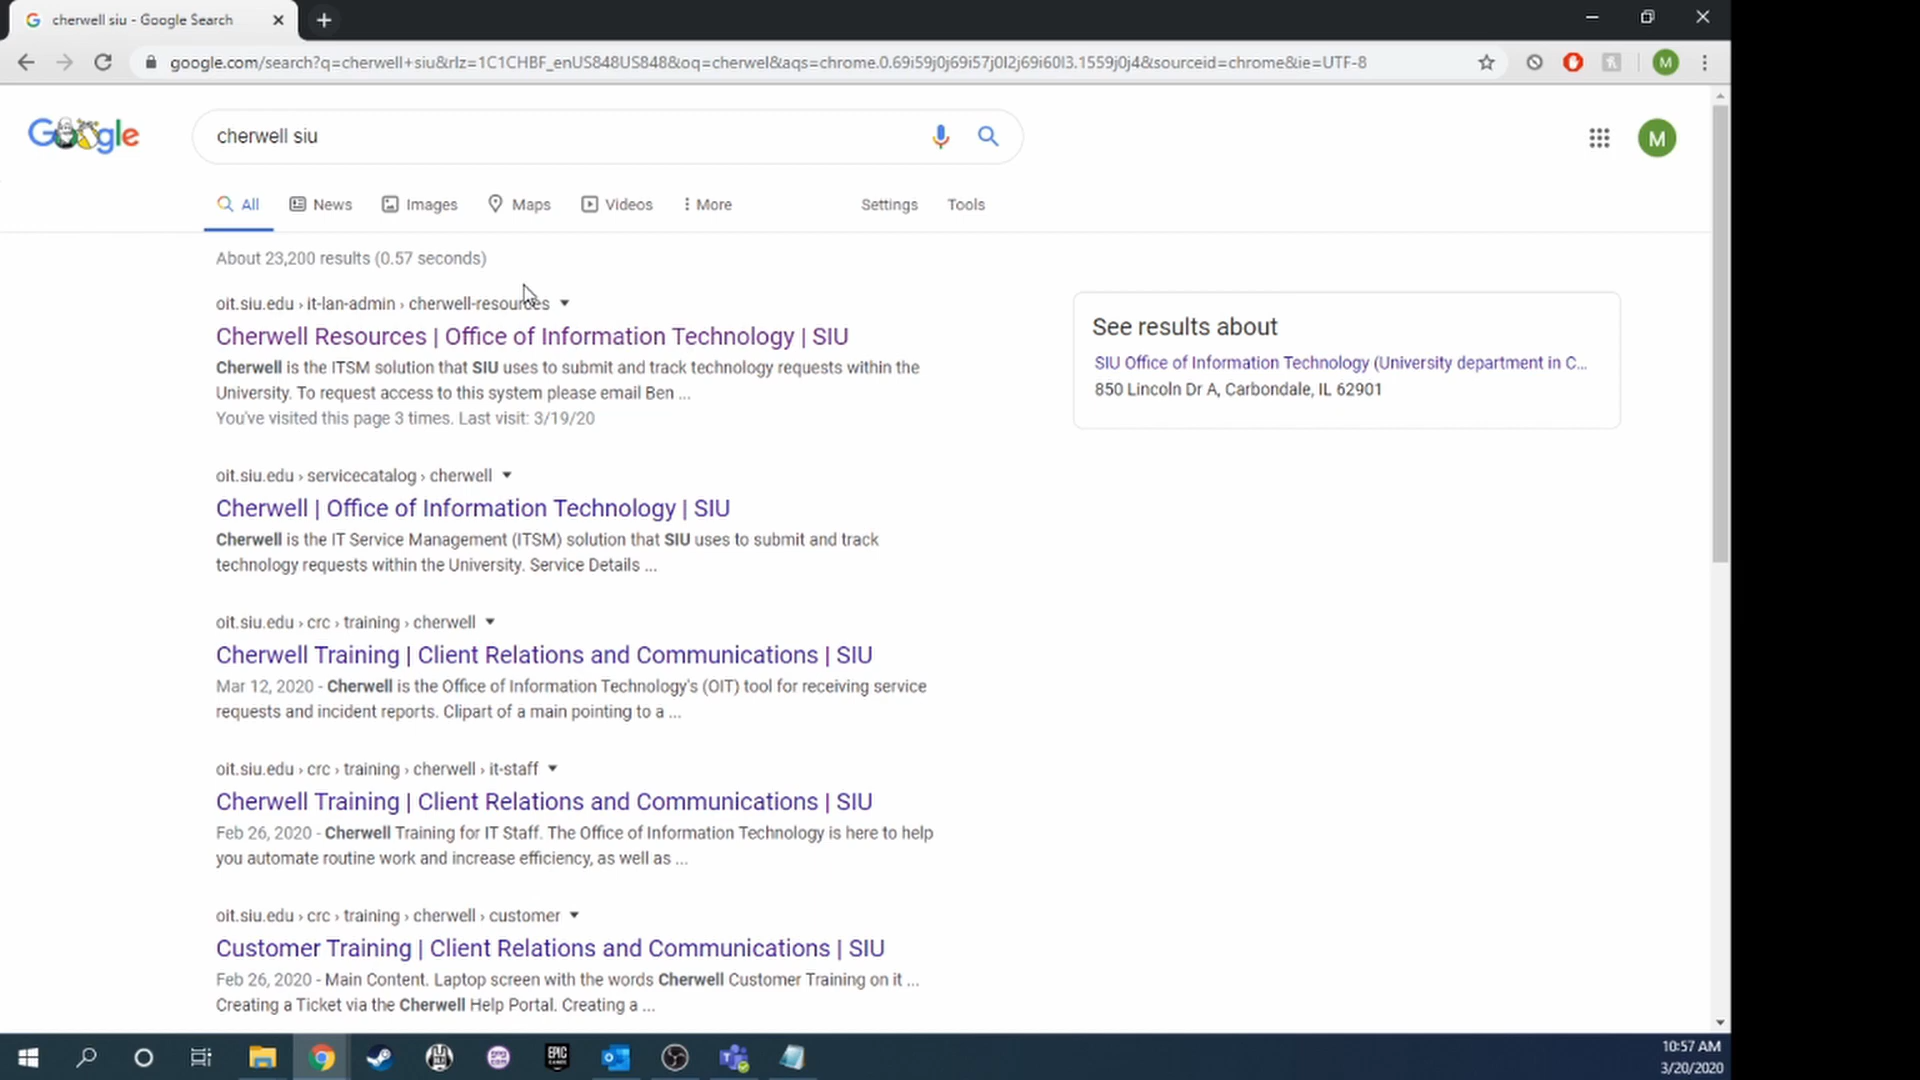 cherwell siu - Google Search
google.com/search?q=cherwell+siu&rlz=1C1CHBF_enUS848US848&oq=cherwel&aqs=chrome.0.69i59j0j69i57j0l2j69i60l3.1559j0j4&sourceid=chrome&ie=UTF-8
M
Google
cherwell siu
M
All
News
Images
Maps
Videos
More
Settings
Tools
About 23,200 results (0.57 seconds)
oit.siu.edu › it-lan-admin › cherwell-resources
Cherwell Resources | Office of Information Technology | SIU
Cherwell is the ITSM solution that SIU uses to submit and track technology requests within the
University. To request access to this system please email Ben ...
You've visited this page 3 times. Last visit: 3/19/20
See results about
SIU Office of Information Technology (University department in C...
850 Lincoln Dr A, Carbondale, IL 62901
oit.siu.edu › servicecatalog › cherwell
Cherwell | Office of Information Technology | SIU
Cherwell is the IT Service Management (ITSM) solution that SIU uses to submit and track
technology requests within the University. Service Details ...
oit.siu.edu › crc › training › cherwell
Cherwell Training | Client Relations and Communications | SIU
Mar 12, 2020 - Cherwell is the Office of Information Technology's (OIT) tool for receiving service
requests and incident reports. Clipart of a main pointing to a ...
oit.siu.edu › crc › training › cherwell › it-staff
Cherwell Training | Client Relations and Communications | SIU
Feb 26, 2020 - Cherwell Training for IT Staff. The Office of Information Technology is here to help
you automate routine work and increase efficiency, as well as ...
oit.siu.edu › crc › training › cherwell › customer
Customer Training | Client Relations and Communications | SIU
Feb 26, 2020 - Main Content. Laptop screen with the words Cherwell Customer Training on it ...
Creating a Ticket via the Cherwell Help Portal. Creating a ...
EPIC
10:57 AM
3/20/2020